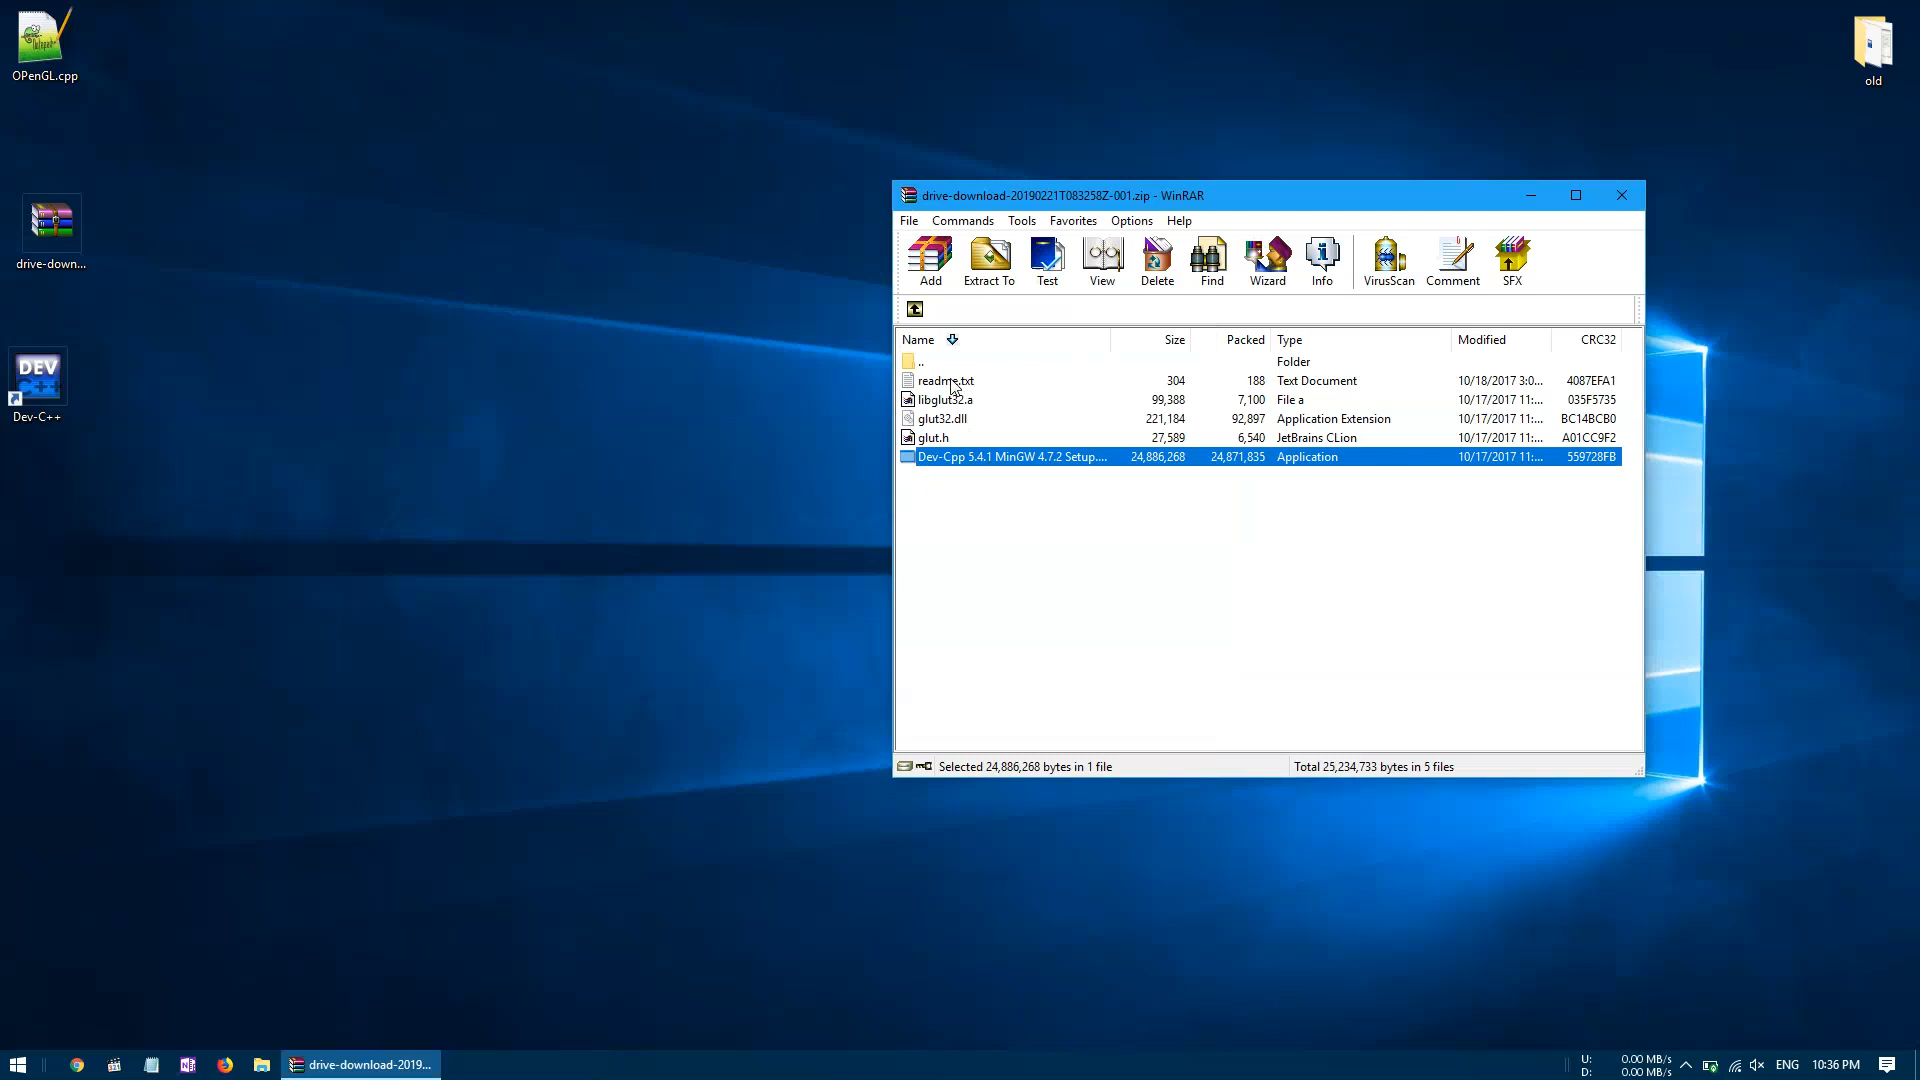 OPenGL.cpp
old
drive-down...
Dev-C++
drive-download-20190221T083258Z-001.zip - WinRAR
File Commands Tools Favorites Options Help
Add Extract To Test View Delete Find Wizard Info VirusScan Comment SFX
Name Size Packed Type Modified CRC32
.. Folder
readme.txt 304 188 Text Document 10/18/2017 3:0... 4087EFA1
libglut32.a 99,388 7,100 File a 10/17/2017 11:... 035F5735
glut32.dll 221,184 92,897 Application Extension 10/17/2017 11:... BC14BCB0
glut.h 27,589 6,540 JetBrains CLion 10/17/2017 11:... A01CC9F2
Dev-Cpp 5.4.1 MinGW 4.7.2 Setup.... 24,886,268 24,871,835 Application 10/17/2017 11:... 559728FB
Selected 24,886,268 bytes in 1 file Total 25,234,733 bytes in 5 files
drive-download-2019...
U: 0.00 MB/s
D: 0.00 MB/s
ENG 10:36 PM